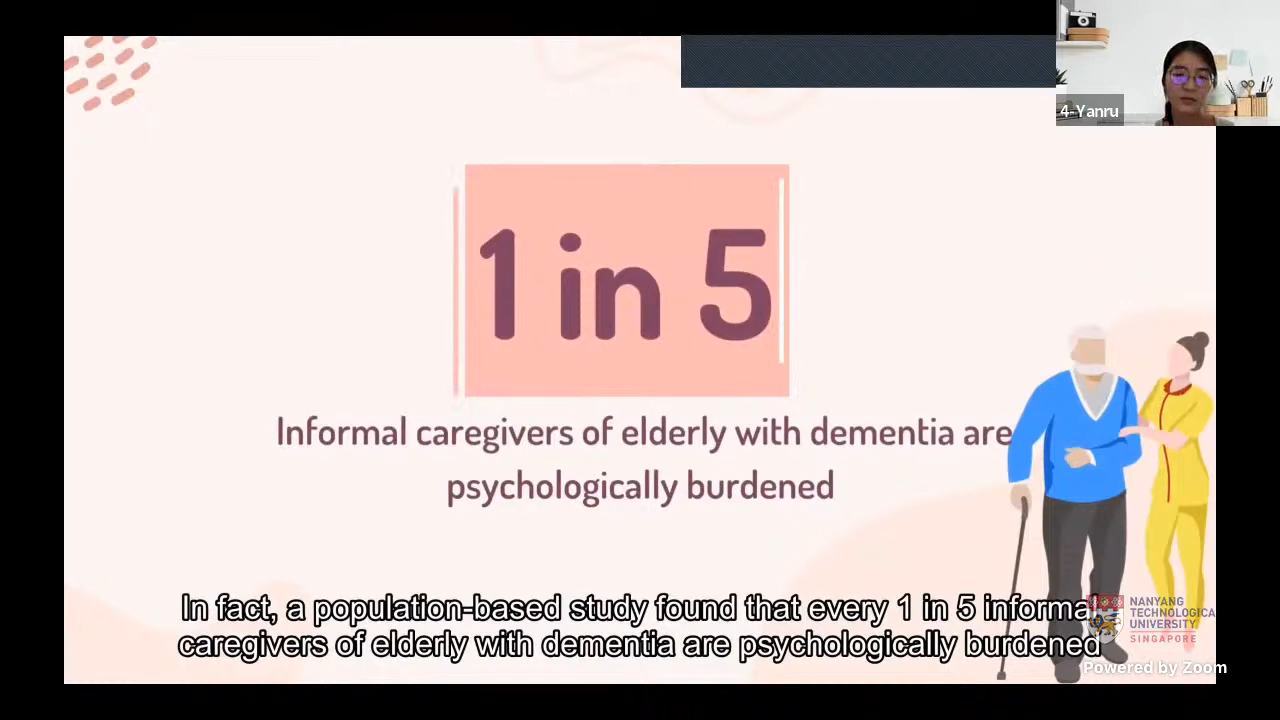 4-Yanru
1 in 5
Informal caregivers of elderly with dementia are
psychologically burdened
In fact, a population-based study found that every 1 in 5 informal
caregivers of elderly with dementia are psychologically burdened
NANYANG
TECHNOLOGICA
UNIVERSITY
SINGAPORE
Powered by Zoom